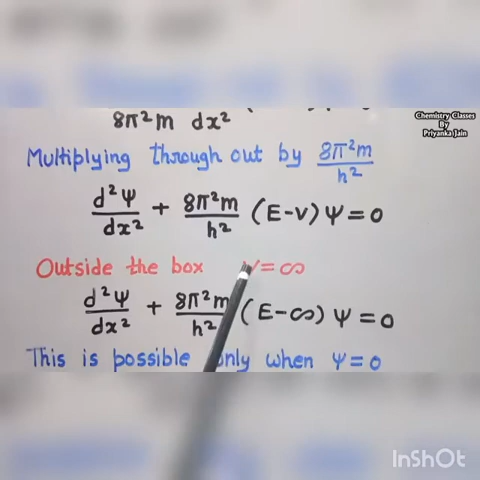 8π²m dx²
Chemistry Classes
By
Priyanka Jain
Multiplying through out by 8π²m/h²
d²Ψ/dx² + 8π²m/h² (E-v)Ψ=0
Outside the box V=∞
d²Ψ/dx² + 8π²m/h² (E-∞)Ψ=0
This is possible only when Ψ=0
InShOt